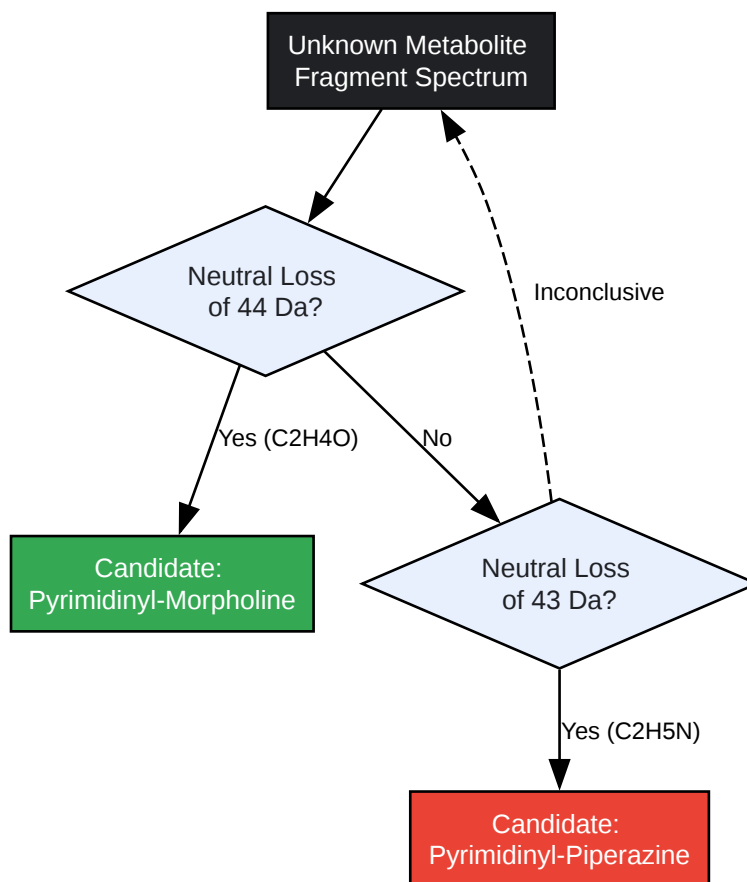 Unknown Metabolite
Fragment Spectrum
Neutral Loss
of 44 Da?
Inconclusive
Yes (C2H4O)
No
Candidate:
Pyrimidinyl-Morpholine
Neutral Loss
of 43 Da?
Yes (C2H5N)
Candidate:
Pyrimidinyl-Piperazine